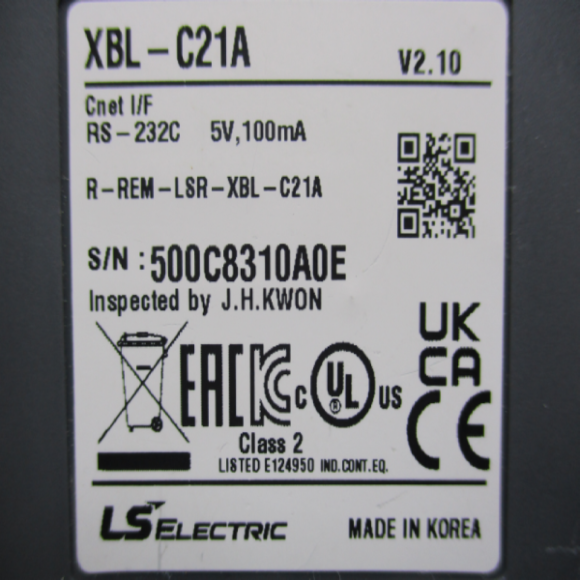 XBL-C21A V2.10
Cnet I/F
RS-232C 5V,100mA
R-REM-LSR-XBL-C21A
S/N : 500C8310A0E
Inspected by J.H.KWON
UK
CA
EAC KC C UL US CE
Class 2
LISTED E124950 IND.CONT.EQ.
LS ELECTRIC MADE IN KOREA